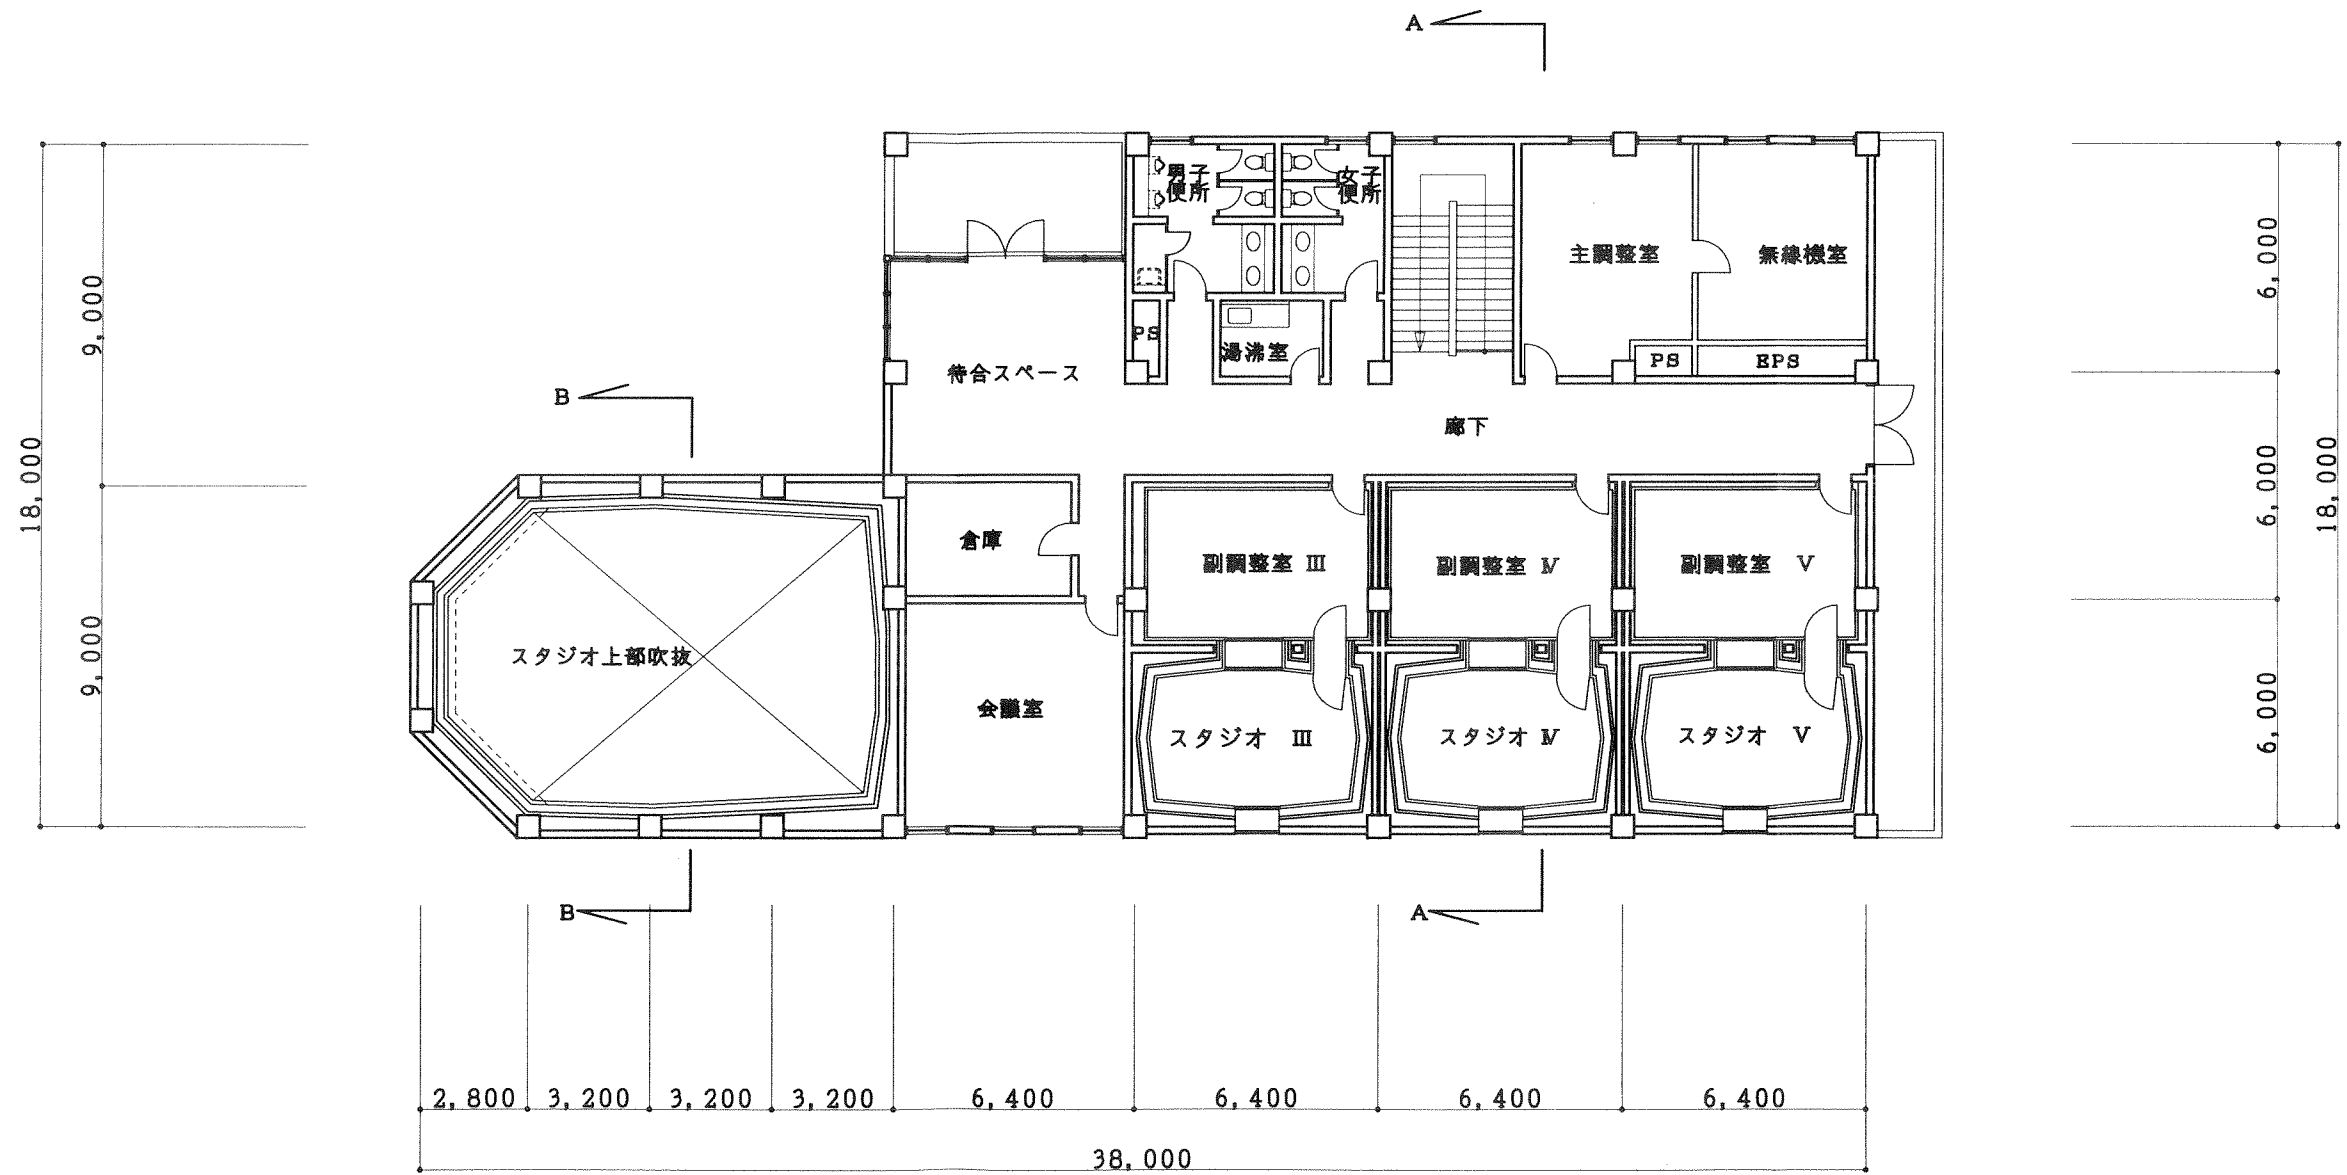 A
男子
便所
女子
便所
主調整室
無線機室
6,000
9,000
PS
湯沸室
PS
EPS
待合スペース
B
廊下
18,000
6,000
18,000
倉庫
副調整室 Ⅲ
副調整室 Ⅳ
副調整室 Ⅴ
9,000
スタジオ上部吹抜
会議室
スタジオ Ⅲ
スタジオ Ⅳ
スタジオ Ⅴ
6,000
B
A
2,800
3,200
3,200
3,200
6,400
6,400
6,400
6,400
38,000